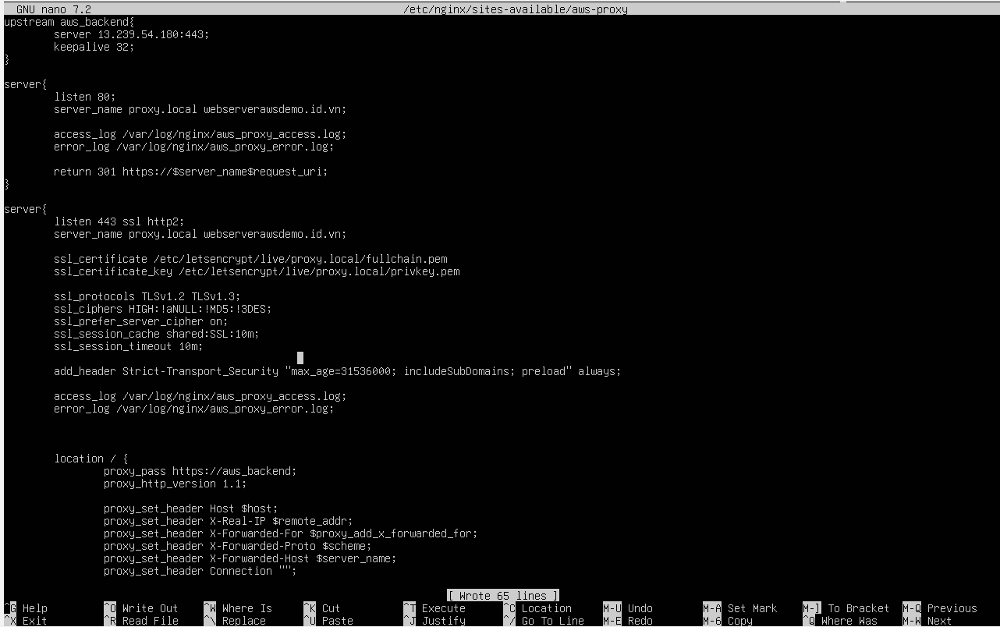 GNU nano 7.2 /etc/nginx/sites-available/aws-proxy
upstream aws_backend{
server 13.239.54.180:443;
keepalive 32;
}
server{
listen 80;
server_name proxy.local webserverawsdemo.id.vn;
access_log /var/log/nginx/aws_proxy_access.log;
error_log /var/log/nginx/aws_proxy_error.log;
return 301 https://$server_name$request_uri;
}
server{
listen 443 ssl http2;
server_name proxy.local webserverawsdemo.id.vn;
ssl_certificate /etc/letsencrypt/live/proxy.local/fullchain.pem
ssl_certificate_key /etc/letsencrypt/live/proxy.local/privkey.pem
ssl_protocols TLSv1.2 TLSv1.3;
ssl_ciphers HIGH:!aNULL:!MD5:!3DES;
ssl_prefer_server_cipher on;
ssl_session_cache shared:SSL:10m;
ssl_session_timeout 10m;
add_header Strict-Transport_Security "max_age=31536000; includeSubDomains; preload" always;
access_log /var/log/nginx/aws_proxy_access.log;
error_log /var/log/nginx/aws_proxy_error.log;
location / {
proxy_pass https://aws_backend;
proxy_http_version 1.1;
proxy_set_header Host $host;
proxy_set_header X-Real-IP $remote_addr;
proxy_set_header X-Forwarded-For $proxy_add_x_forwarded_for;
proxy_set_header X-Forwarded-Proto $scheme;
proxy_set_header X-Forwarded-Host $server_name;
proxy_set_header Connection "";
[ Wrote 65 lines ]
^G Help ^O Write Out ^W Where Is ^K Cut ^T Execute ^C Location M-U Undo M-A Set Mark M-] To Bracket M-Q Previous
^X Exit ^R Read File ^\ Replace ^U Paste ^J Justify ^/ Go To Line M-E Redo M-6 Copy ^Q Where Was M-W Next